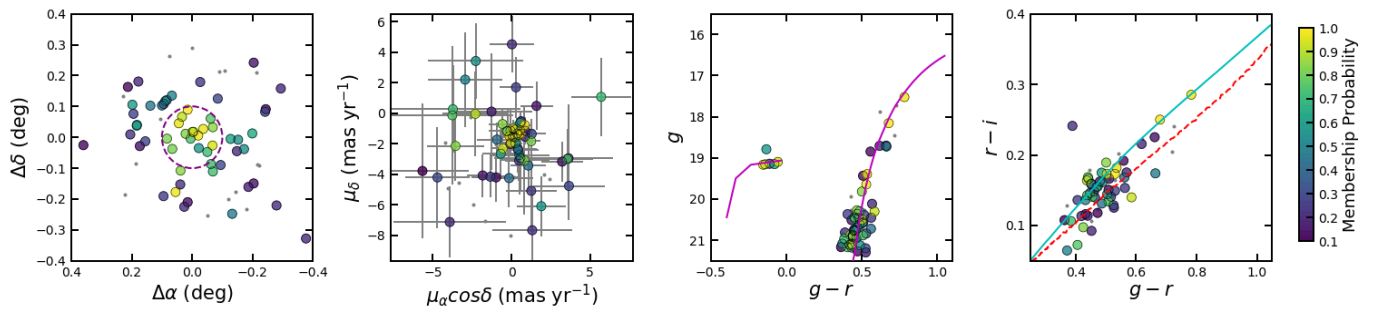 0.4
0.3
0.2
0.1
0.0
−0.1
−0.2
−0.3
−0.4
0.4 0.2 0.0 −0.2 −0.4
Δδ (deg)
Δα (deg)
6
4
2
0
−2
−4
−6
−8
−5 0 5
μδ (mas yr−1)
μαcosδ (mas yr−1)
16
17
18
19
20
21
−0.5 0.0 0.5 1.0
g
g − r
0.4
0.3
0.2
0.1
0.4 0.6 0.8 1.0
r − i
g − r
1.0
0.9
0.8
0.7
0.6
0.5
0.4
0.3
0.2
0.1
Membership Probability